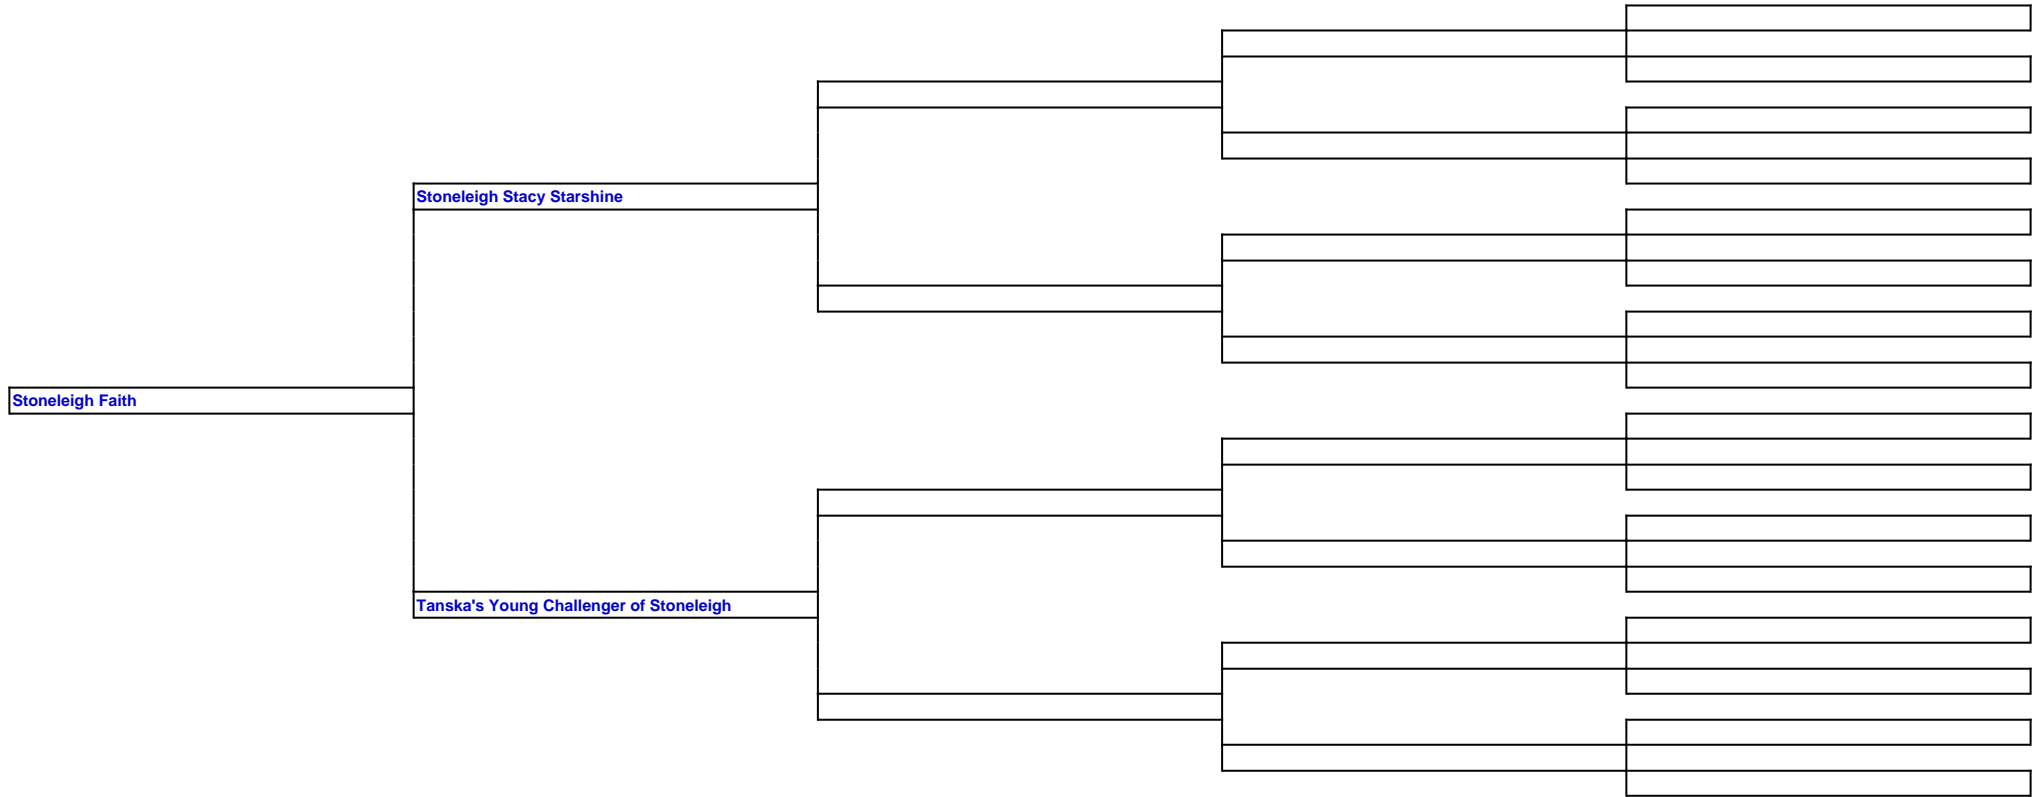 Stoneleigh Stacy Starshine
Stoneleigh Faith
Tanska's Young Challenger of Stoneleigh